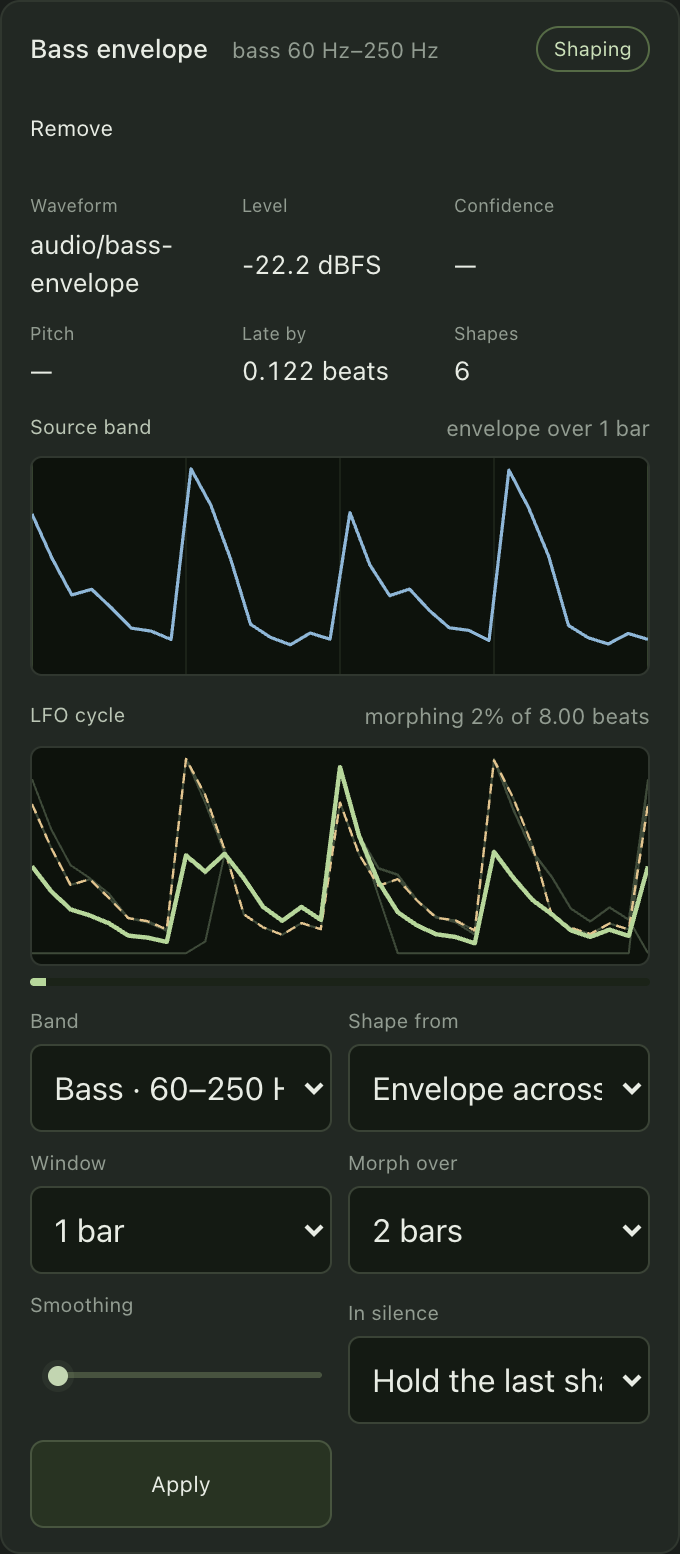 Bass envelope bass 60 Hz–250 Hz Shaping
Remove
Waveform Level Confidence
audio/bass-
envelope
-22.2 dBFS —
Pitch Late by Shapes
— 0.122 beats 6
Source band envelope over 1 bar
LFO cycle morphing 2% of 8.00 beats
Band Shape from
Bass · 60–250 H Envelope across
Window Morph over
1 bar 2 bars
Smoothing In silence
Hold the last sha
Apply